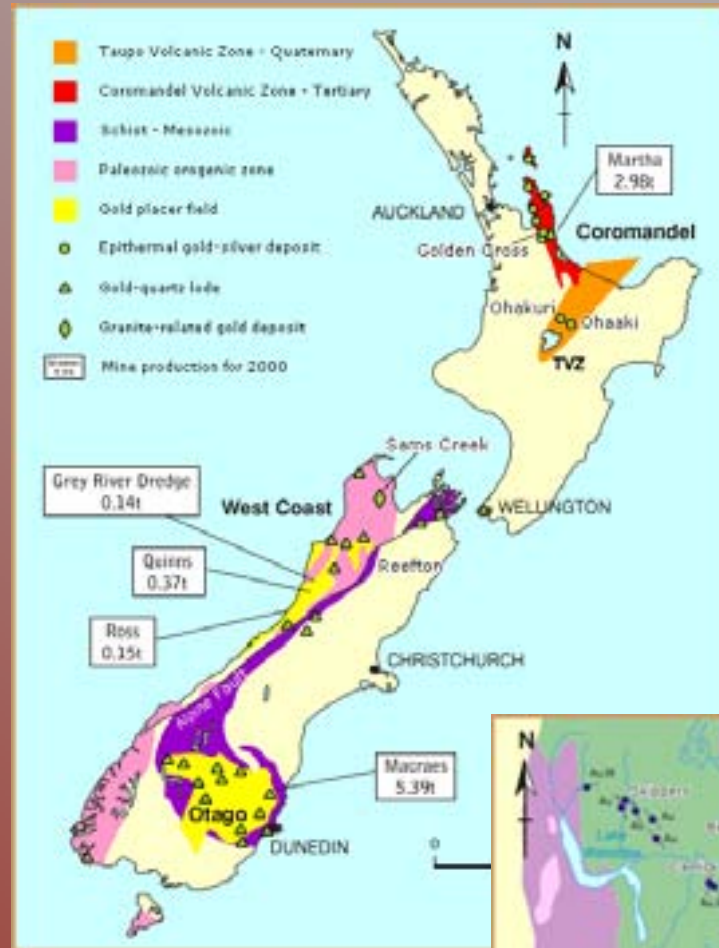 Taupo Volcanic Zone - Quaternary
Coromandel Volcanic Zone - Tertiary
Schist - Mesozoic
Paleozoic orogenic zone
Gold placer field
Epithermal gold-silver deposit
Gold-quartz lode
Granite-related gold deposit
Mine production for 2000
N
Martha
2.98t
AUCKLAND
Coromandel
Golden Cross
Ohakuri
Ohaaki
TVZ
Sams Creek
Grey River Dredge
0.14t
West Coast
WELLINGTON
Quinns
0.37t
Reefton
Ross
0.15t
CHRISTCHURCH
Alpine Fault
Macraes
5.39t
Otago
DUNEDIN
0
N
Skippers
Lake